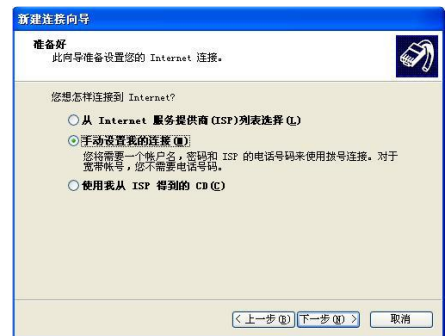 新建连接向导
准备好
此向导准备设置您的 Internet 连接。
您想怎样连接到 Internet?
从 Internet 服务提供商(ISP)列表选择(L)
手动设置我的连接(M)
您将需要一个帐户名，密码和 ISP 的电话号码来使用拨号连接。对于
宽带帐号，您不需要电话号码。
使用我从 ISP 得到的 CD(C)
< 上一步(B) 下一步(N) > 取消